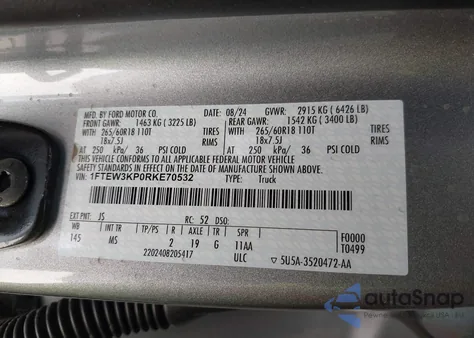 MFD. BY FORD MOTOR CO.
DATE: 08/24 GVWR: 2915 KG ( 6426 LB)
FRONT GAWR: 1463 KG ( 3225 LB) REAR GAWR: 1542 KG ( 3400 LB)
WITH 265/60R18 110T TIRES WITH 265/60R18 110T TIRES
18x7.5J RIMS 18x7.5J RIMS
AT 250 kPa/ 36 PSI COLD AT 250 kPa/ 36 PSI COLD
THIS VEHICLE CONFORMS TO ALL APPLICABLE FEDERAL MOTOR VEHICLE SAFETY AND THEFT PREVENTION STANDARDS IN EFFECT ON THE DATE OF MANUFACTURE SHOWN ABOVE.
VIN: 1FTEW3KP0RKE70532 TYPE: Truck
EXT PNT: JS RC: 52 DSO:
WB INT TR TP/PS R AXLE TR SPR F0000
145 MS 2 19 G 11AA T0499
2202408205417 ULC 5U5A-3520472-AA
autoSnap